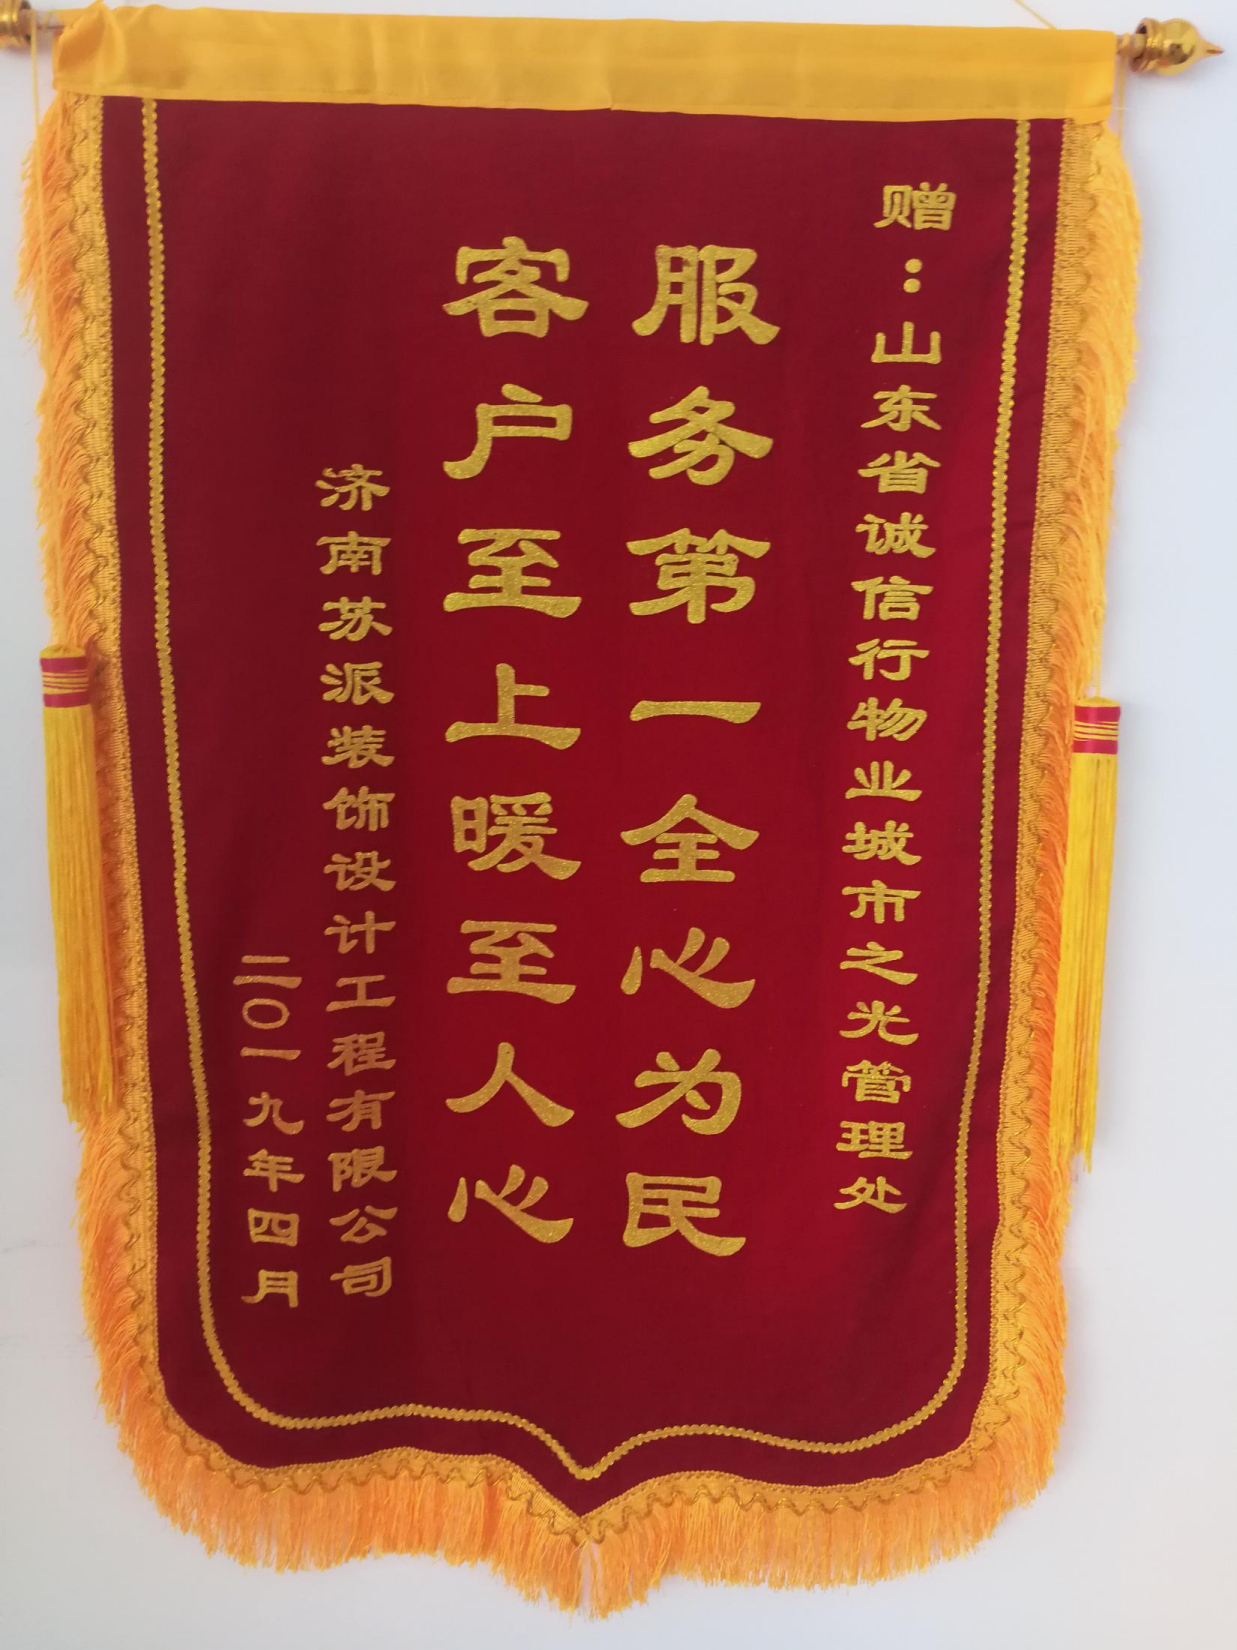 赠：山东省诚信行物业城市之光管理处
服务第一全心为民
客户至上暖至人心
济南苏派装饰设计工程有限公司
二〇一九年四月